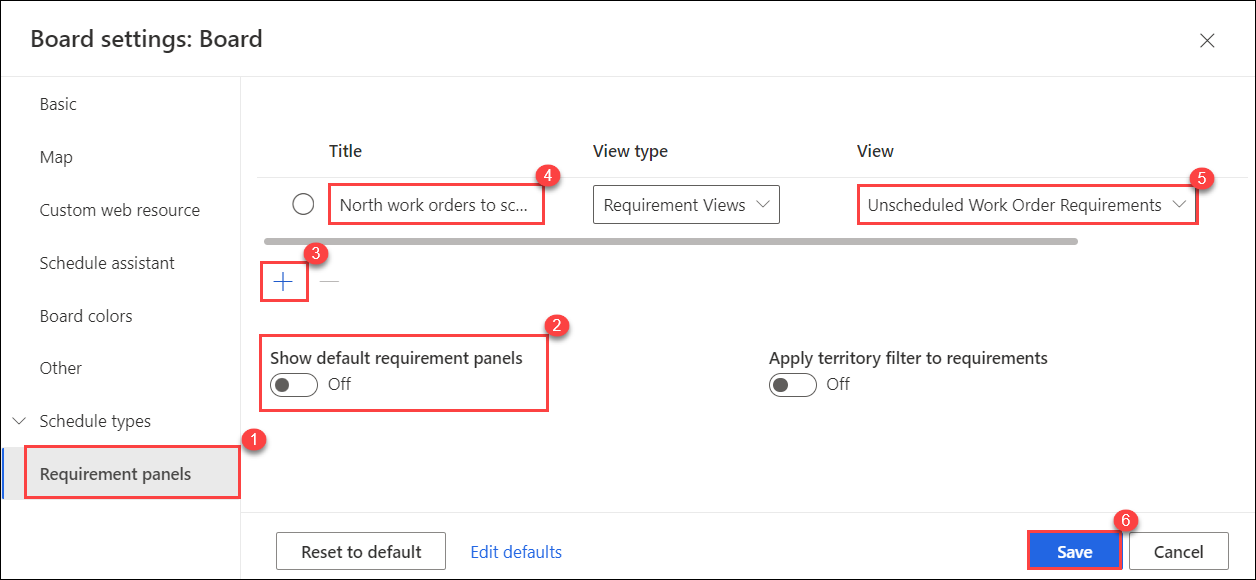 Board settings: Board
Basic
Map
Custom web resource
Schedule assistant
Board colors
Other
Schedule types
Requirement panels
1
Title View type View
4
5
North work orders to sc... Requirement Views Unscheduled Work Order Requirements
3
2
Show default requirement panels Apply territory filter to requirements
Off Off
6
Reset to default Edit defaults Save Cancel